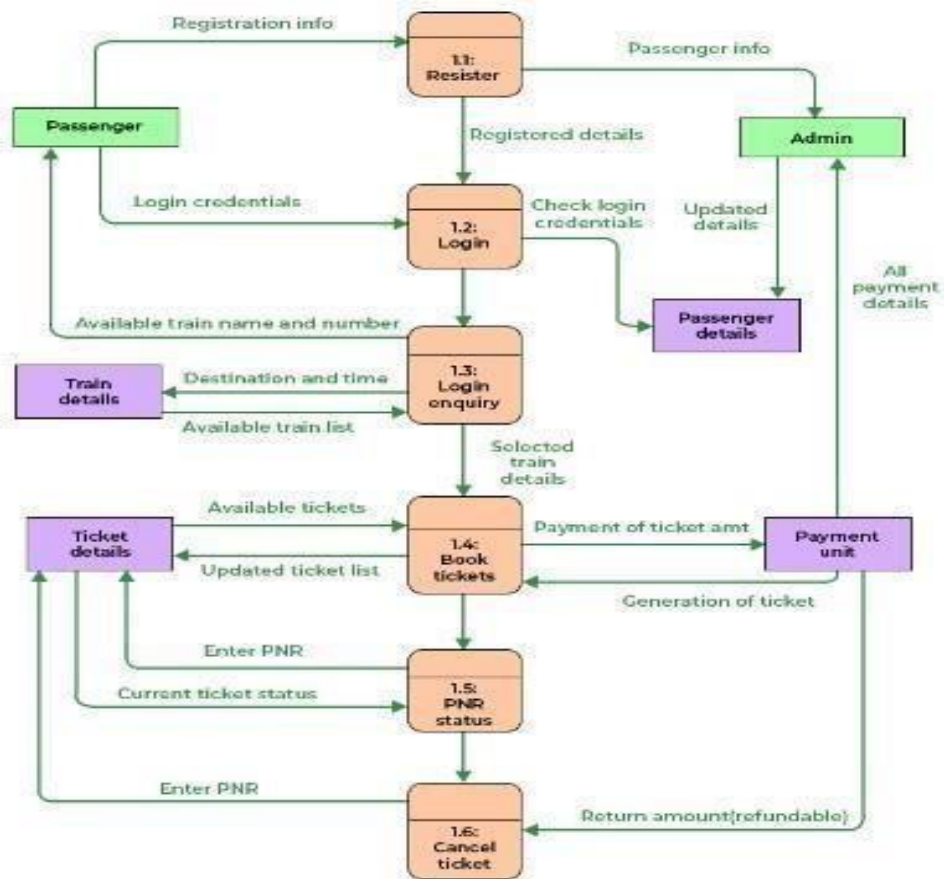 Registration info
1.1:
Resister
Passenger info
Passenger
Registered details
Admin
Login credentials
1.2:
Login
Check login
credentials
Updated
details
All
payment
details
Available train name and number
Passenger
details
Train
details
Destination and time
1.3:
Login
enquiry
Available train list
Selected
train
details
Available tickets
Ticket
details
1.4:
Book
tickets
Payment of ticket amt
Payment
unit
Updated ticket list
Generation of ticket
Enter PNR
1.5:
PNR
status
Current ticket status
Enter PNR
1.6:
Cancel
ticket
Return amount(refundable)